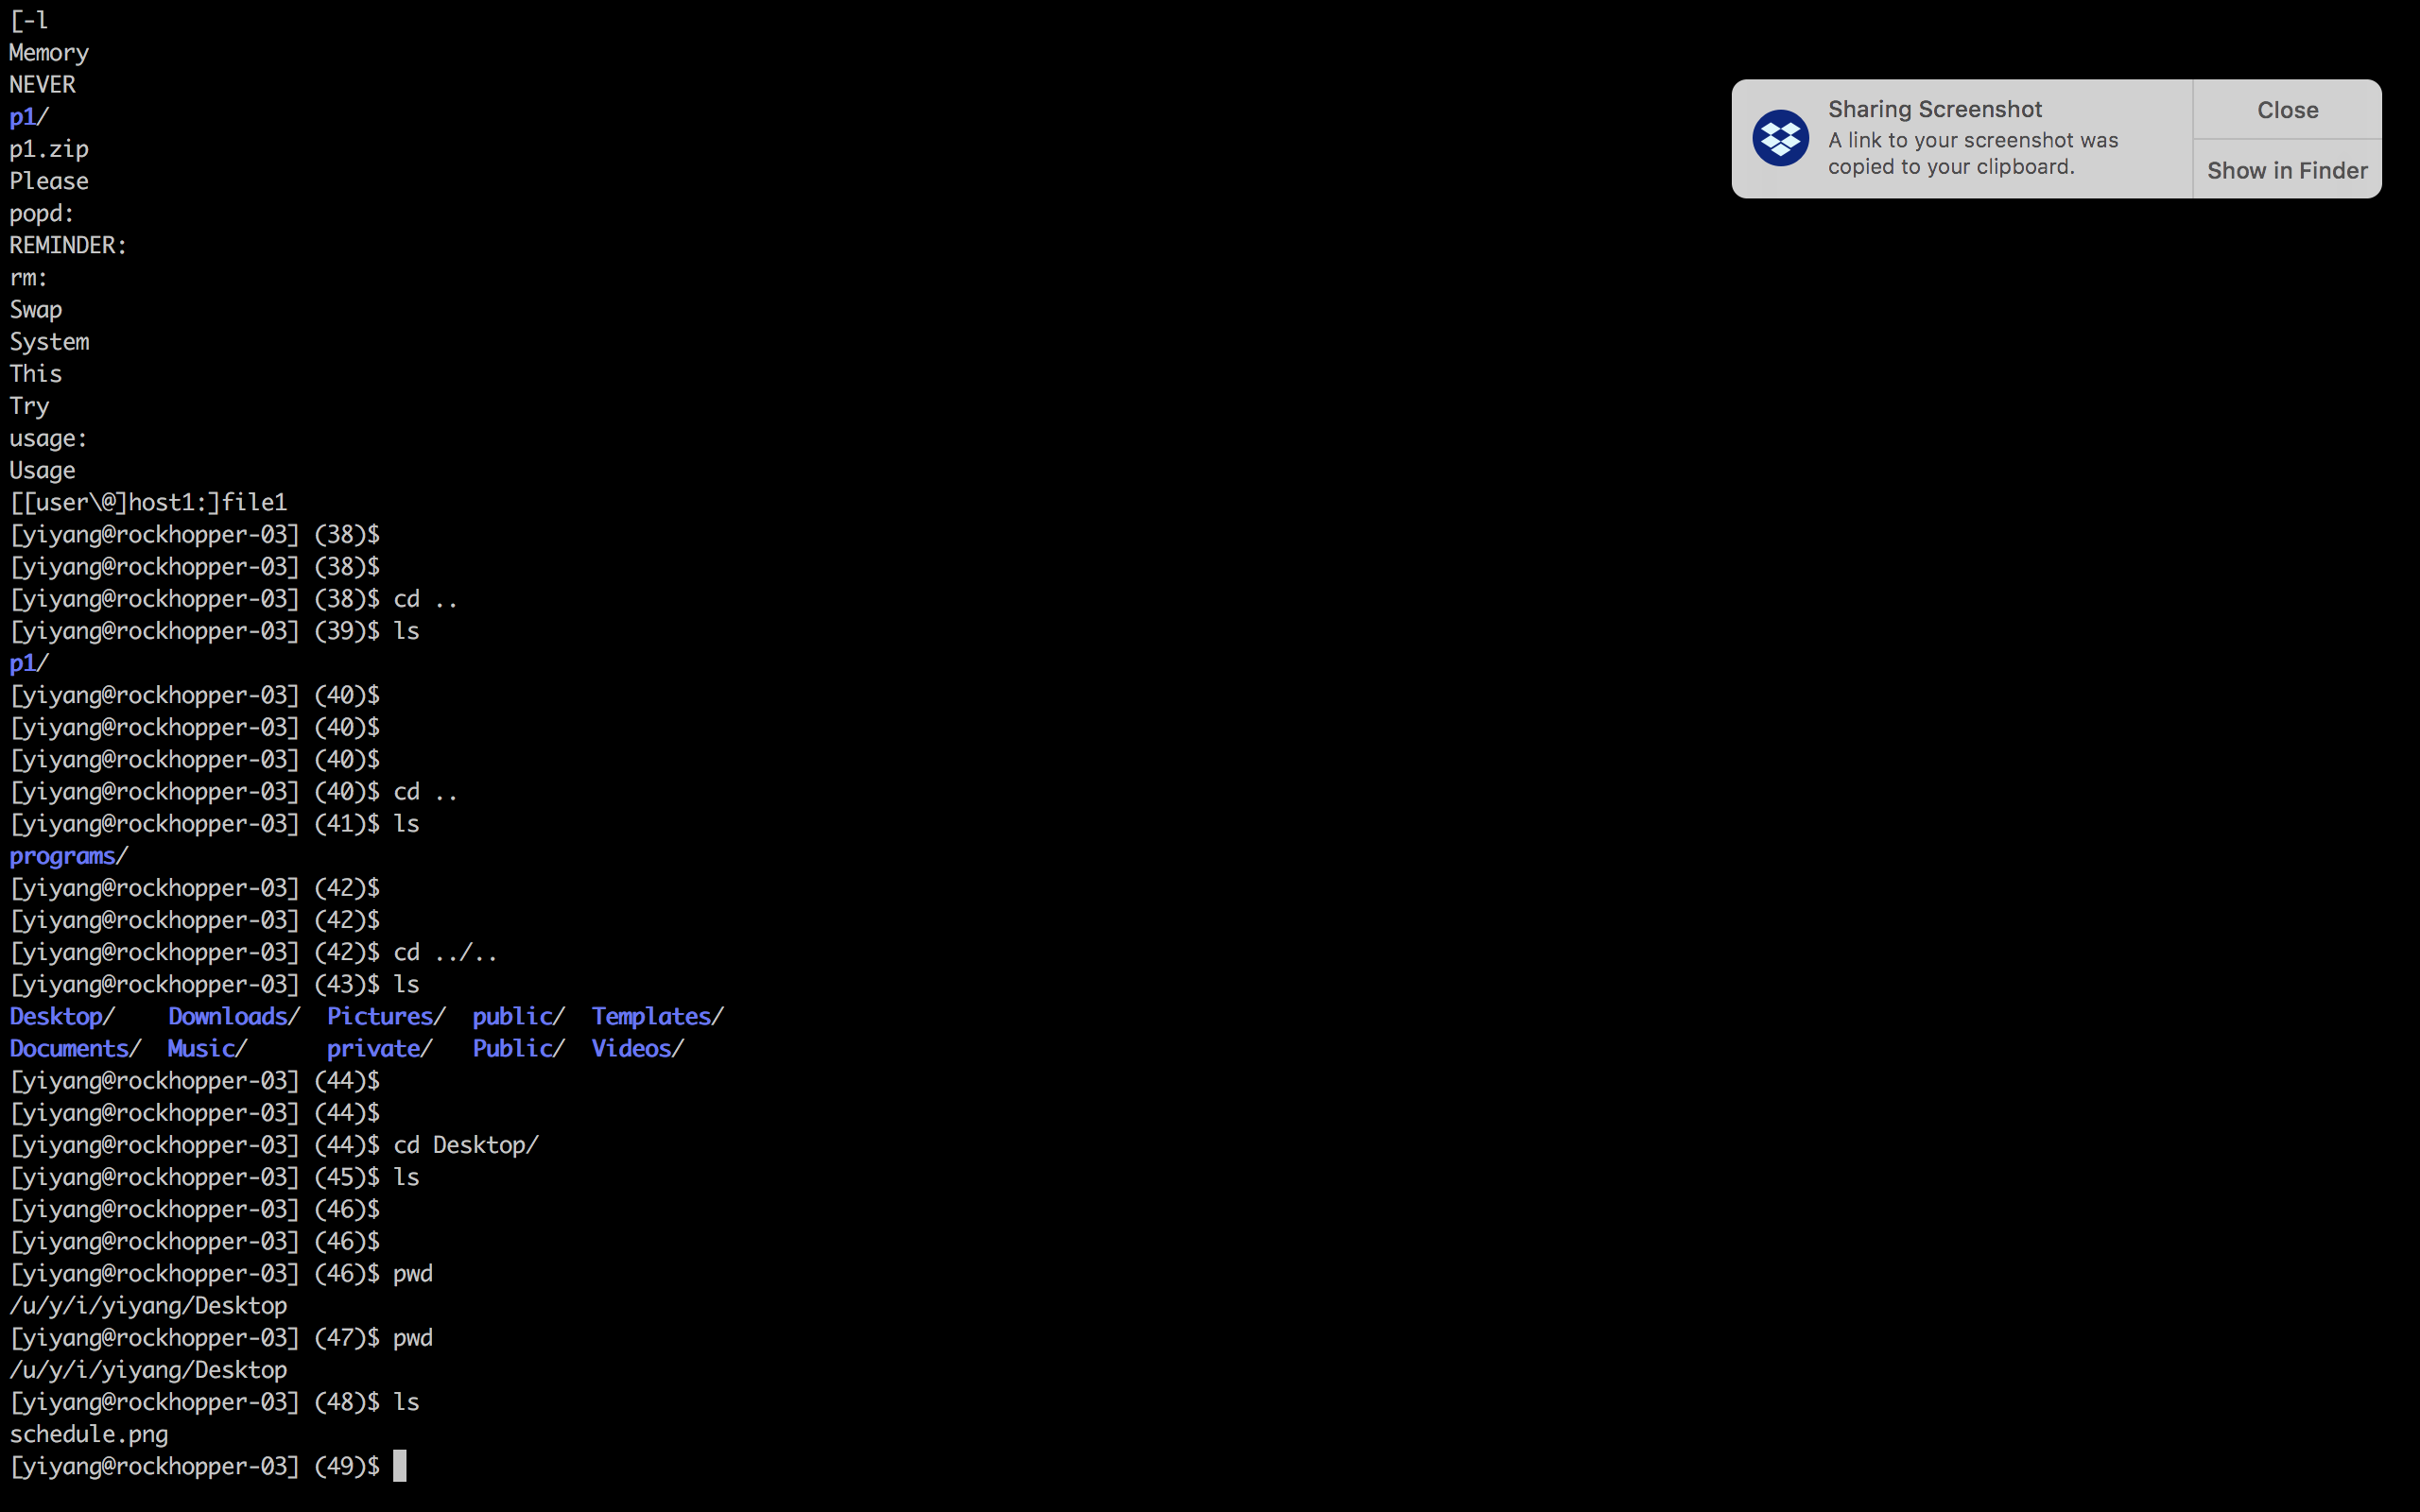 [-l
Memory
NEVER
p1/
p1.zip
Please
popd:
REMINDER:
rm:
Swap
System
This
Try
usage:
Usage
[[user\@]host1:]file1
[yiyang@rockhopper-03] (38)$
[yiyang@rockhopper-03] (38)$
[yiyang@rockhopper-03] (38)$ cd ..
[yiyang@rockhopper-03] (39)$ ls
p1/
[yiyang@rockhopper-03] (40)$
[yiyang@rockhopper-03] (40)$
[yiyang@rockhopper-03] (40)$
[yiyang@rockhopper-03] (40)$ cd ..
[yiyang@rockhopper-03] (41)$ ls
programs/
[yiyang@rockhopper-03] (42)$
[yiyang@rockhopper-03] (42)$
[yiyang@rockhopper-03] (42)$ cd ../..
[yiyang@rockhopper-03] (43)$ ls
Desktop/    Downloads/  Pictures/  public/  Templates/
Documents/  Music/      private/   Public/  Videos/
[yiyang@rockhopper-03] (44)$
[yiyang@rockhopper-03] (44)$
[yiyang@rockhopper-03] (44)$ cd Desktop/
[yiyang@rockhopper-03] (45)$ ls
[yiyang@rockhopper-03] (46)$
[yiyang@rockhopper-03] (46)$
[yiyang@rockhopper-03] (46)$ pwd
/u/y/i/yiyang/Desktop
[yiyang@rockhopper-03] (47)$ pwd
/u/y/i/yiyang/Desktop
[yiyang@rockhopper-03] (48)$ ls
schedule.png
[yiyang@rockhopper-03] (49)$
Sharing Screenshot
A link to your screenshot was
copied to your clipboard.
Close
Show in Finder